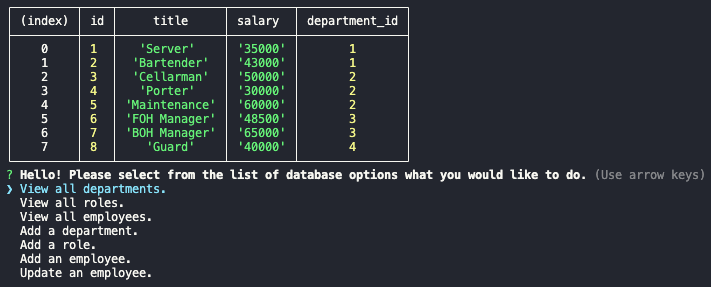 (index) id title salary department_id
0 1 'Server' '35000' 1
1 2 'Bartender' '43000' 1
2 3 'Cellarman' '50000' 2
3 4 'Porter' '30000' 2
4 5 'Maintenance' '60000' 2
5 6 'FOH Manager' '48500' 3
6 7 'BOH Manager' '65000' 3
7 8 'Guard' '40000' 4
? Hello! Please select from the list of database options what you would like to do. (Use arrow keys)
❯ View all departments.
View all roles.
View all employees.
Add a department.
Add a role.
Add an employee.
Update an employee.